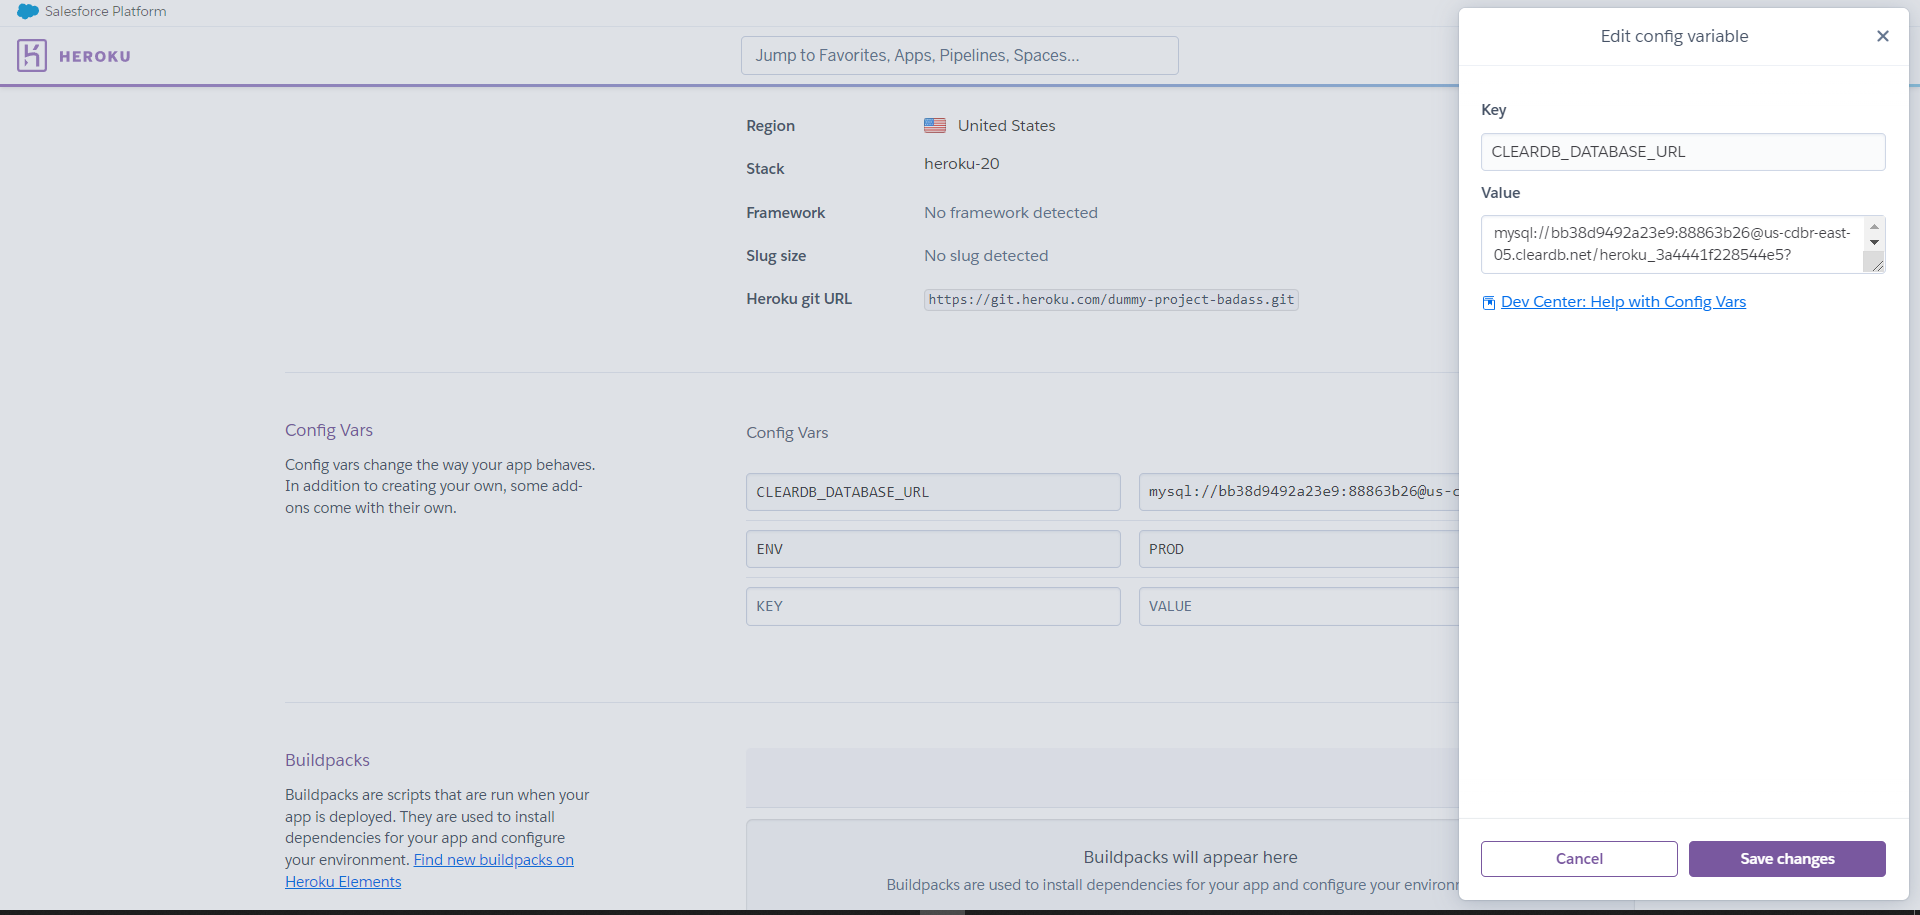 Salesforce Platform
HEROKU
Jump to Favorites, Apps, Pipelines, Spaces...
Region
United States
Stack
heroku-20
Framework
No framework detected
Slug size
No slug detected
Heroku git URL
https://git.heroku.com/dummy-project-badass.git
Config Vars
Config vars change the way your app behaves.
In addition to creating your own, some add-
ons come with their own.
Config Vars
CLEARDB_DATABASE_URL
mysql://bb38d9492a23e9:88863b26@us-c
ENV
PROD
KEY
VALUE
Buildpacks
Buildpacks are scripts that are run when your
app is deployed. They are used to install
dependencies for your app and configure
your environment. Find new buildpacks on
Heroku Elements
Buildpacks will appear here
Buildpacks are used to install dependencies for your app and configure your environ
Edit config variable
Key
CLEARDB_DATABASE_URL
Value
mysql://bb38d9492a23e9:88863b26@us-cdbr-east-
05.cleardb.net/heroku_3a4441f228544e5?
Dev Center: Help with Config Vars
Cancel
Save changes